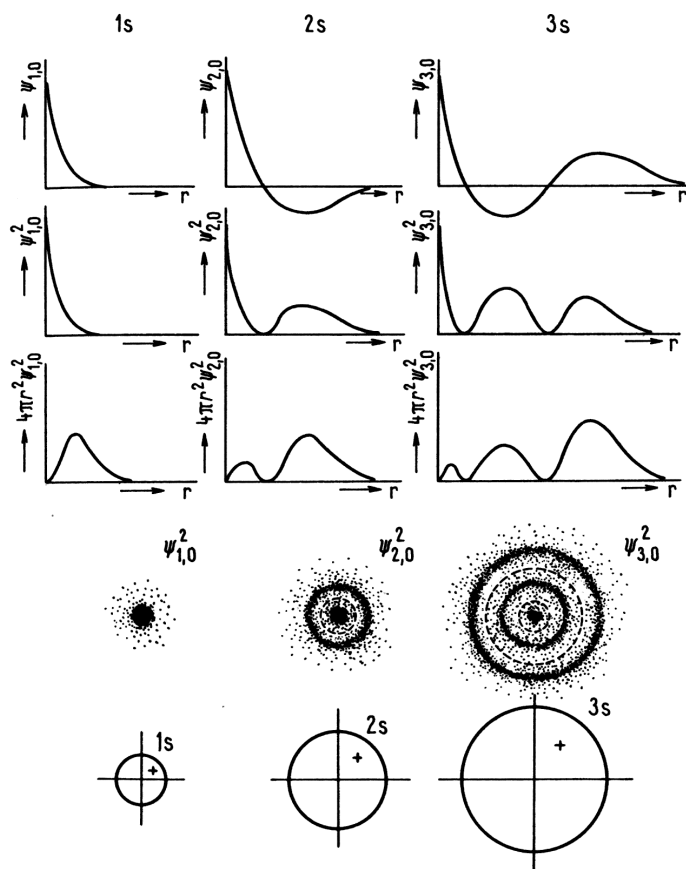 1s 2s 3s
ψ1,0 ψ2,0 ψ3,0
r r r
ψ²1,0 ψ²2,0 ψ²3,0
r r r
4πr²ψ²1,0 4πr²ψ²2,0 4πr²ψ²3,0
r r r
ψ²1,0 ψ²2,0 ψ²3,0
1s 2s 3s
+ + +